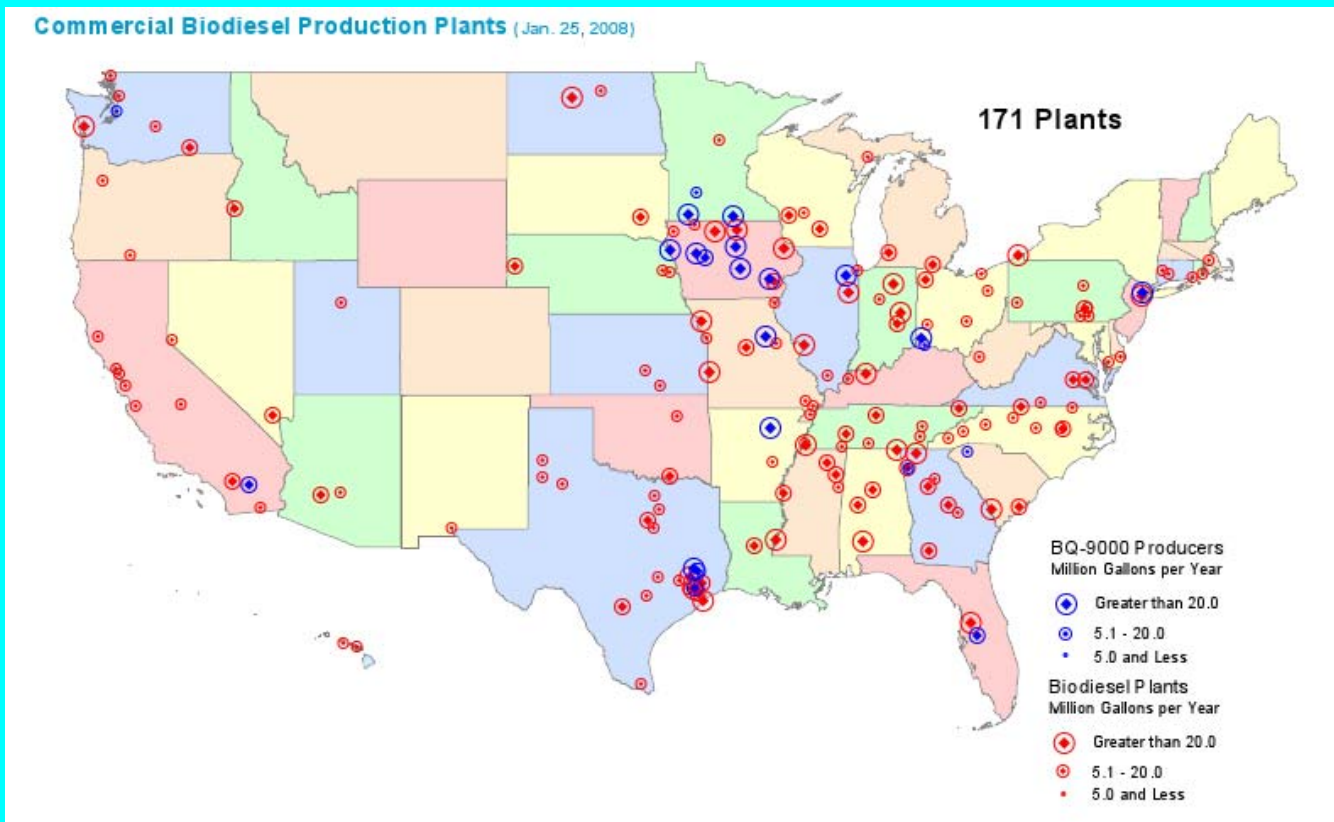 Commercial Biodiesel Production Plants (Jan. 25, 2008)
171 Plants
BQ-9000 Producers
Million Gallons per Year
Greater than 20.0
5.1 - 20.0
5.0 and Less
Biodiesel Plants
Million Gallons per Year
Greater than 20.0
5.1 - 20.0
5.0 and Less